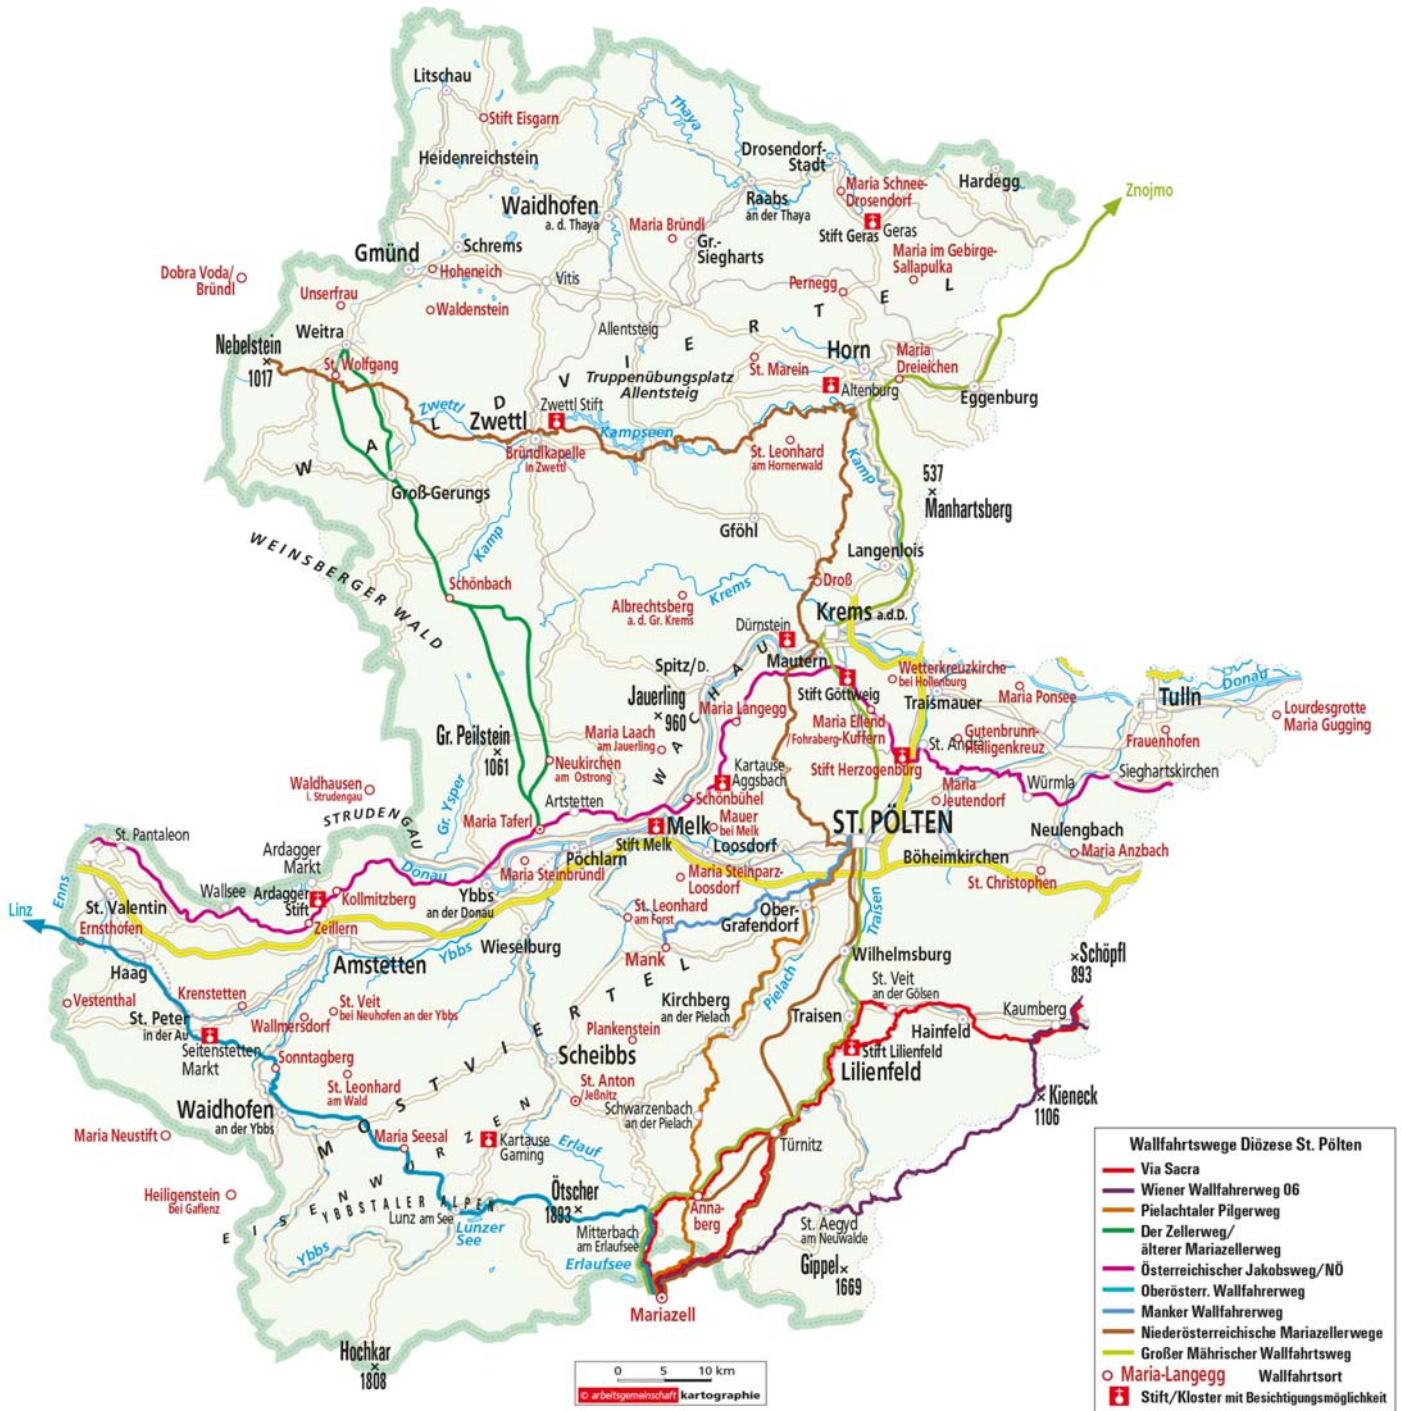 Litschau
Stift Eisgarn
Thaya
Heidenreichstein
Drosendorf-
Stadt
Maria Schnee-
Drosendorf
Hardegg
Znojmo
Waidhofen
a. d. Thaya
Raabs
an der Thaya
Maria Bründl
Gr.-
Siegharts
Stift Geras
Geras
Maria im Gebirge-
Sallapulka
Gmünd
Schrems
Hoheneich
Vitis
Pernegg
Dobra Voda/
Bründl
Unserfrau
Waldenstein
Weitra
Nebelstein
1017
St. Wolfgang
Allentsteig
WALDVIERTEL
Truppenübungsplatz
Allentsteig
St. Marein
Horn
Maria
Dreieichen
Altenburg
Eggenburg
Zwettl
Zwettl
Zwettl Stift
Kampseen
Bründlkapelle
in Zwettl
St. Leonhard
am Hornerwald
Kamp
537
Manhartsberg
Groß-Gerungs
Kamp
Gföhl
WEINSBERGER WALD
Langenlois
Schönbach
Krems
Droß
Albrechtsberg
a. d. Gr. Krems
Krems a.d.D.
Dürnstein
Mautern
Spitz/D.
WACHAU
Jauerling
960
Stift Göttweig
Wetterkreuzkirche
bei Hollenburg
Traismauer
Maria Ponsee
Tulln
Donau
Lourdesgrotte
Maria Gugging
Maria Langegg
Maria Ellend
/Fohraberg-Kuffern
Gutenbrunn-
Heiligenkreuz
St. Andrä
Frauenhofen
Gr. Peilstein
1061
Maria Laach
am Jauerling
Neukirchen
am Ostrong
Kartause
Aggsbach
Stift Herzogenburg
Sieghartskirchen
Würmla
Maria
Jeutendorf
Waldhausen
i. Strudengau
STRUDENGAU
Gr. Ysper
Artstetten
Schönbühel
Maria Taferl
Melk
Stift Melk
Mauer
bei Melk
Loosdorf
ST. PÖLTEN
Neulengbach
Maria Anzbach
Böheimkirchen
St. Christophen
St. Pantaleon
Ardagger
Markt
Donau
Pöchlarn
Maria Steinbründl
Maria Steinparz-
Loosdorf
Enns
Wallsee
Ardagger
Stift
Kollmitzberg
Ybbs
an der Donau
St. Leonhard
am Forst
Ober-
Grafendorf
Traisen
Linz
St. Valentin
Ernsthofen
Zeillern
Wieselburg
Mank
Wilhelmsburg
Haag
Amstetten
Ybbs
Schöpfl
893
Vestenthal
Krenstetten
St. Veit
bei Neuhofen an der Ybbs
Wallmersdorf
Kirchberg
an der Pielach
Pielach
St. Veit
an der Gölsen
Kaumberg
St. Peter
in der Au
Seitenstetten
Markt
Traisen
Hainfeld
Plankenstein
Scheibbs
Stift Lilienfeld
Lilienfeld
Sonntagberg
St. Leonhard
am Wald
St. Anton
/Jeßnitz
MOSTVIERTEL
Schwarzenbach
an der Pielach
Kieneck
1106
Waidhofen
an der Ybbs
Maria Neustift
Maria Seesal
Kartause
Gaming
Erlauf
Türnitz
EISENWURZEN
YBBSTALER ALPEN
Heiligenstein
bei Gaflenz
Lunz am See
Lunzer
See
Ötscher
1893
Anna-
berg
Mitterbach
am Erlaufsee
St. Aegyd
am Neuwalde
Ybbs
Erlaufsee
Gippel
1669
Mariazell
Hochkar
1808
0 5 10 km
© arbeitsgemeinschaft kartographie
Wallfahrtswege Diözese St. Pölten
Via Sacra
Wiener Wallfahrerweg 06
Pielachtaler Pilgerweg
Der Zellerweg/
älterer Mariazellerweg
Österreichischer Jakobsweg/NÖ
Oberösterr. Wallfahrerweg
Manker Wallfahrerweg
Niederösterreichische Mariazellerwege
Großer Mährischer Wallfahrtsweg
Maria-Langegg Wallfahrtsort
Stift/Kloster mit Besichtigungsmöglichkeit